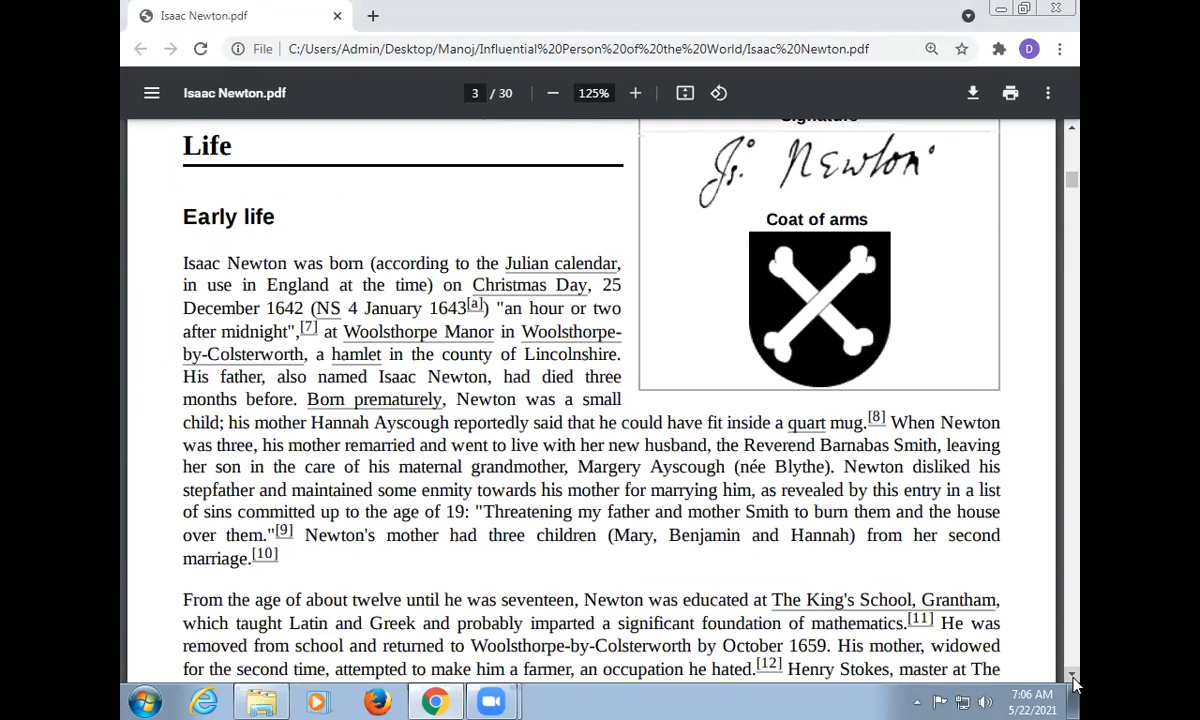 Isaac Newton.pdf
File C:/Users/Admin/Desktop/Manoj/Influential%20Person%20of%20the%20World/Isaac%20Newton.pdf
D
Isaac Newton.pdf
3 / 30
125%
Signature
Life
Js. Newton
Early life
Coat of arms
Isaac Newton was born (according to the Julian calendar,
in use in England at the time) on Christmas Day, 25
December 1642 (NS 4 January 1643[a]) "an hour or two
after midnight",[7] at Woolsthorpe Manor in Woolsthorpe-
by-Colsterworth, a hamlet in the county of Lincolnshire.
His father, also named Isaac Newton, had died three
months before. Born prematurely, Newton was a small
child; his mother Hannah Ayscough reportedly said that he could have fit inside a quart mug.[8] When Newton
was three, his mother remarried and went to live with her new husband, the Reverend Barnabas Smith, leaving
her son in the care of his maternal grandmother, Margery Ayscough (née Blythe). Newton disliked his
stepfather and maintained some enmity towards his mother for marrying him, as revealed by this entry in a list
of sins committed up to the age of 19: "Threatening my father and mother Smith to burn them and the house
over them."[9] Newton's mother had three children (Mary, Benjamin and Hannah) from her second
marriage.[10]
From the age of about twelve until he was seventeen, Newton was educated at The King's School, Grantham,
which taught Latin and Greek and probably imparted a significant foundation of mathematics.[11] He was
removed from school and returned to Woolsthorpe-by-Colsterworth by October 1659. His mother, widowed
for the second time, attempted to make him a farmer, an occupation he hated.[12] Henry Stokes, master at The
7:06 AM
5/22/2021